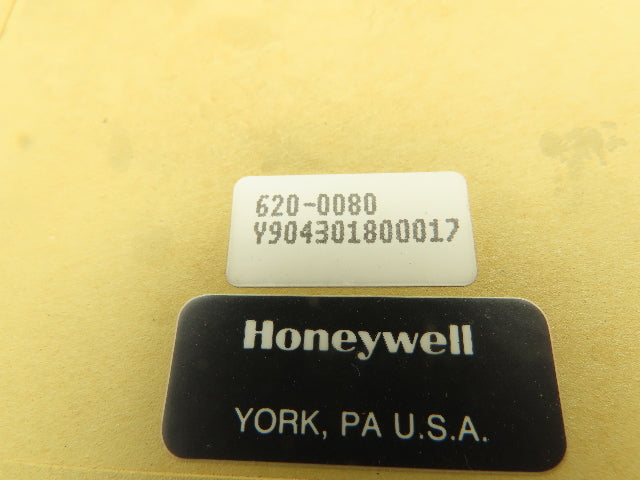 620-0080
Y904301800017
Honeywell
YORK, PA U.S.A.